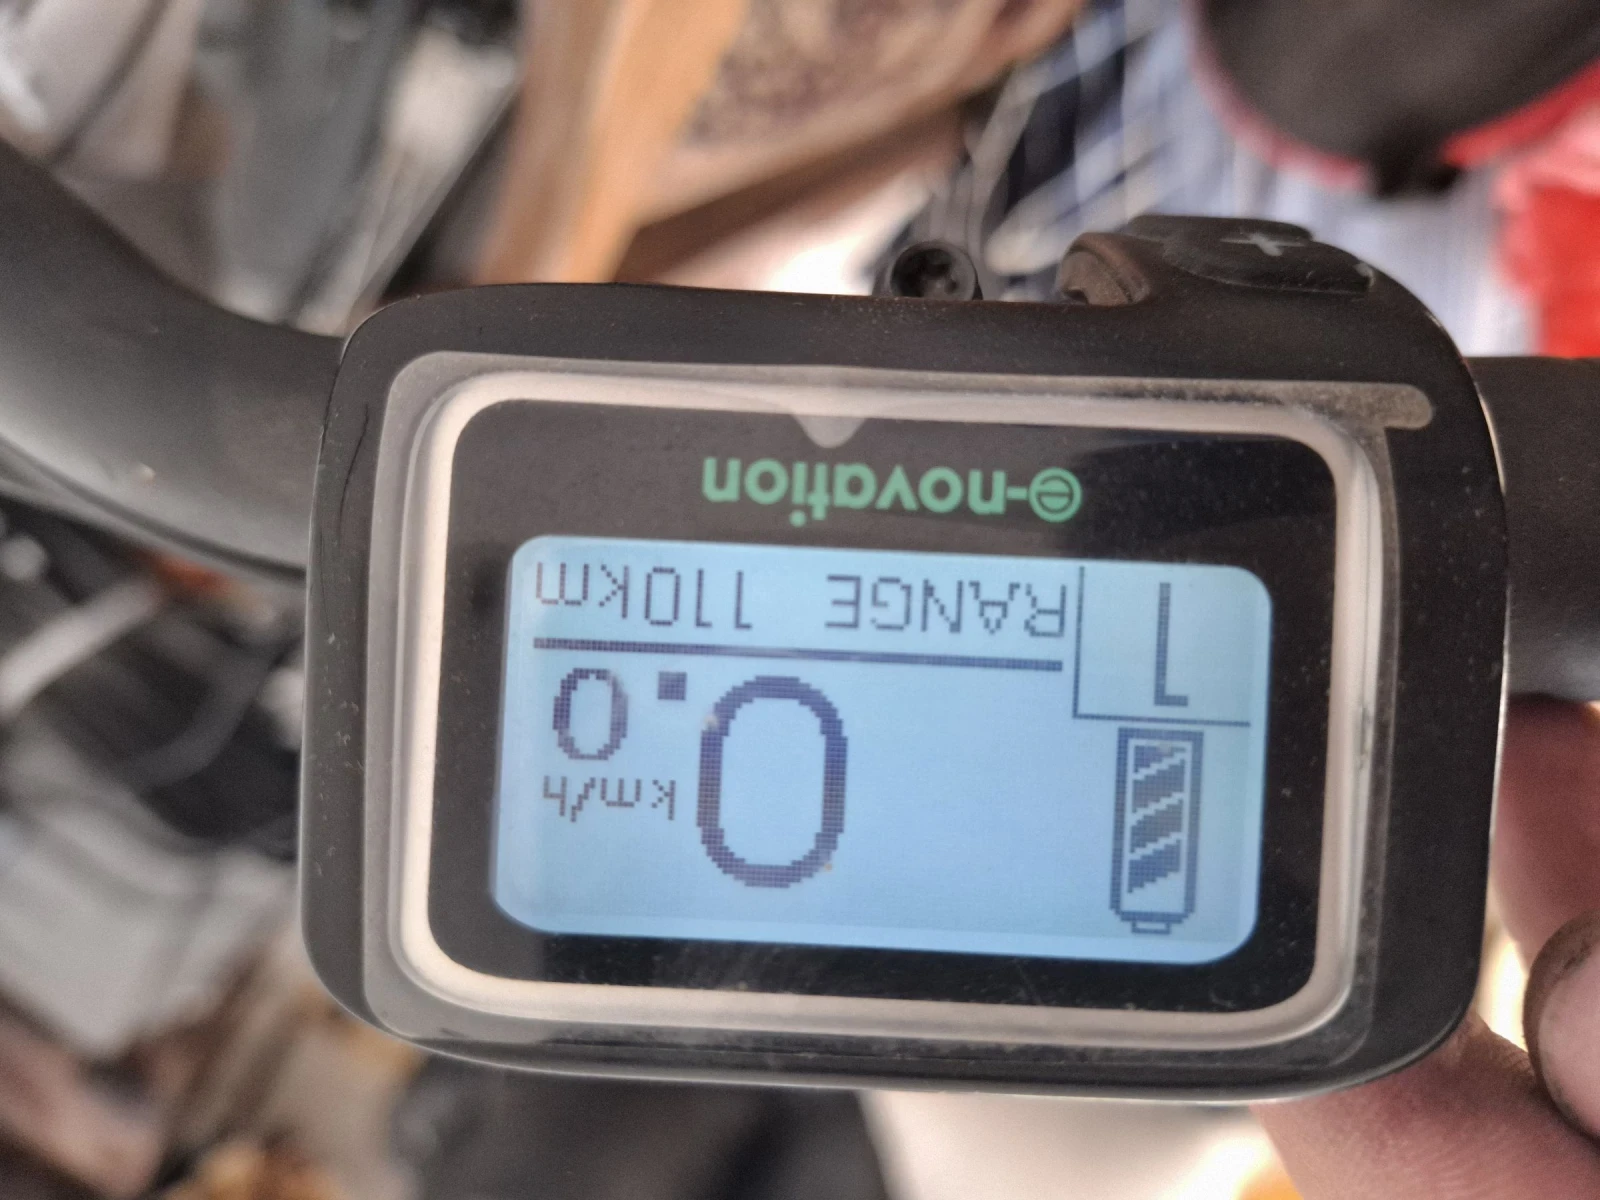 km/h
0.0
1 RANGE 110km
e-novation
+